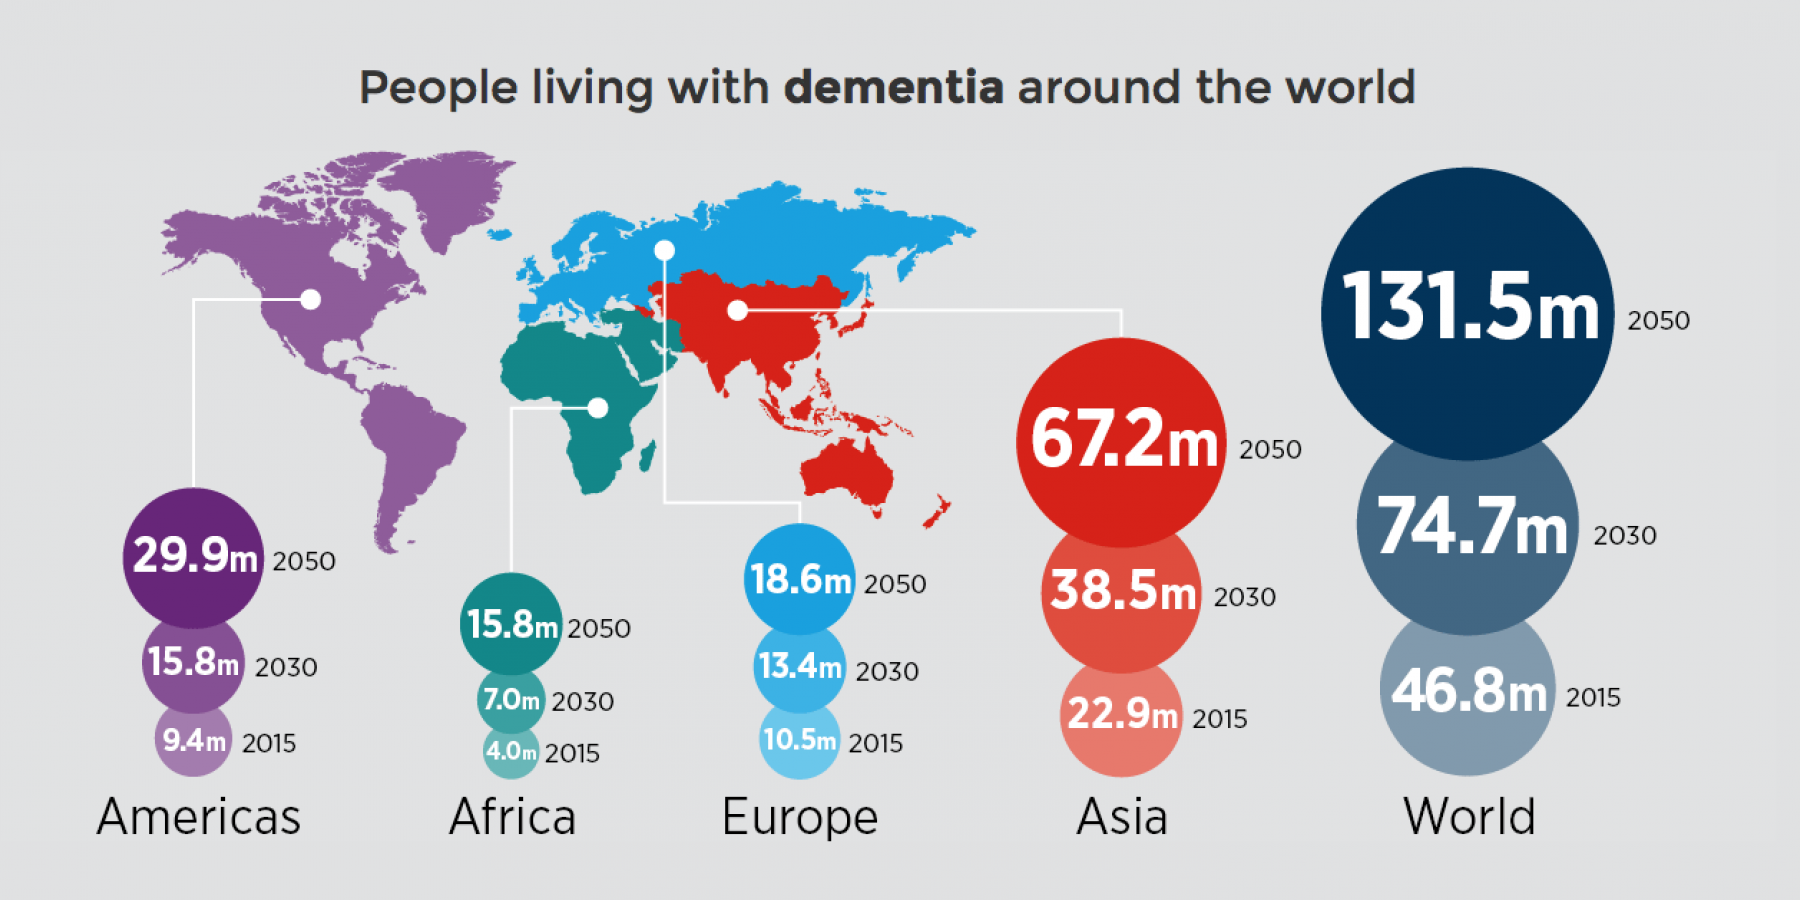 People living with dementia around the world
29.9m 2050
15.8m 2030
9.4m 2015
Americas
15.8m 2050
7.0m 2030
4.0m 2015
Africa
18.6m 2050
13.4m 2030
10.5m 2015
Europe
67.2m 2050
38.5m 2030
22.9m 2015
Asia
131.5m 2050
74.7m 2030
46.8m 2015
World